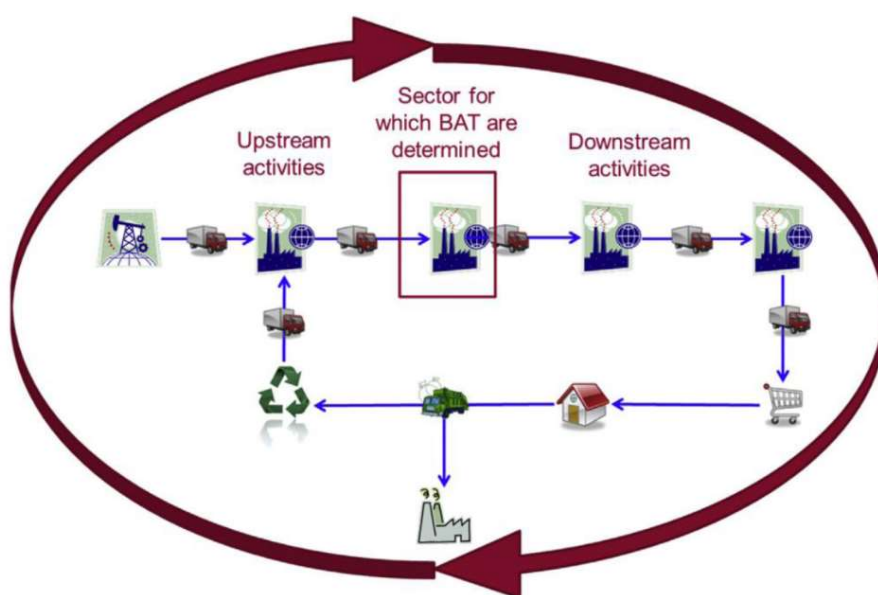 Sector for
which BAT are
determined
Upstream
activities
Downstream
activities